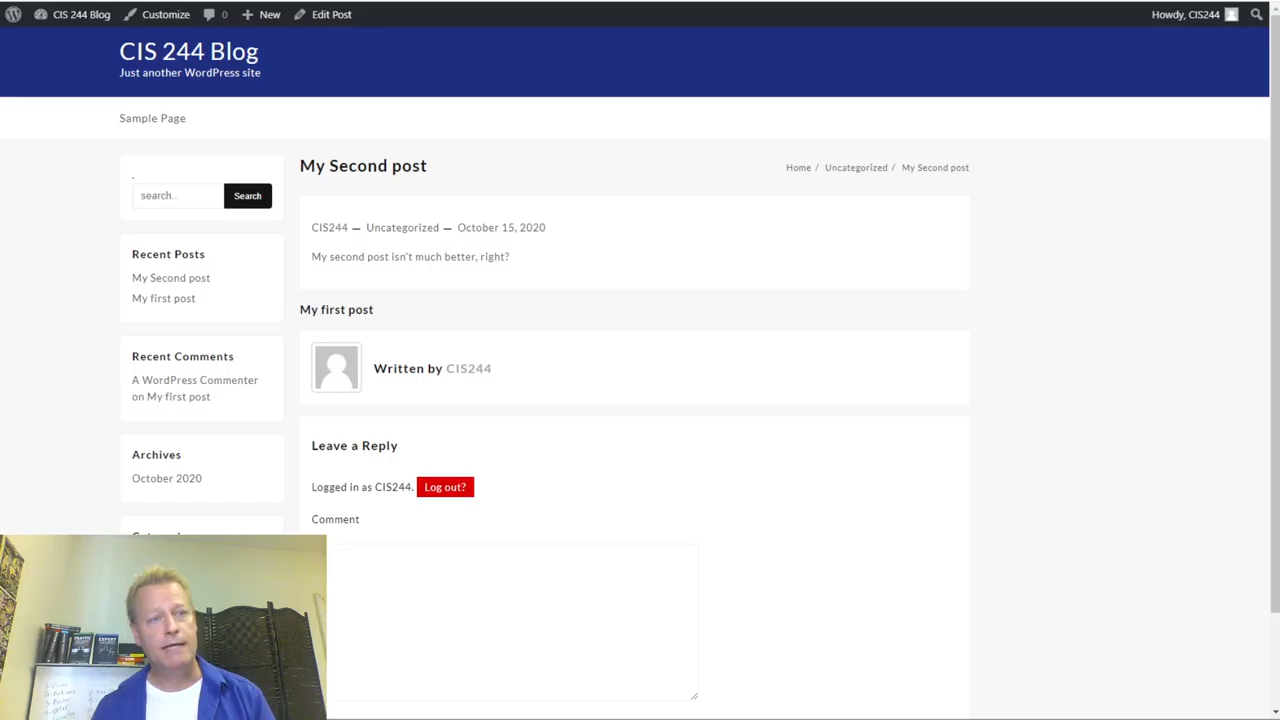 CIS 244 Blog
Customize
0
New
Edit Post
Howdy, CIS244
CIS 244 Blog
Just another WordPress site
Sample Page
.
search..
Search
Recent Posts
My Second post
My first post
Recent Comments
A WordPress Commenter
on My first post
Archives
October 2020
My Second post
Home / Uncategorized / My Second post
CIS244 — Uncategorized — October 15, 2020
My second post isn't much better, right?
My first post
Written by CIS244
Leave a Reply
Logged in as CIS244. Log out?
Comment
TRAFFIC
EXPERT